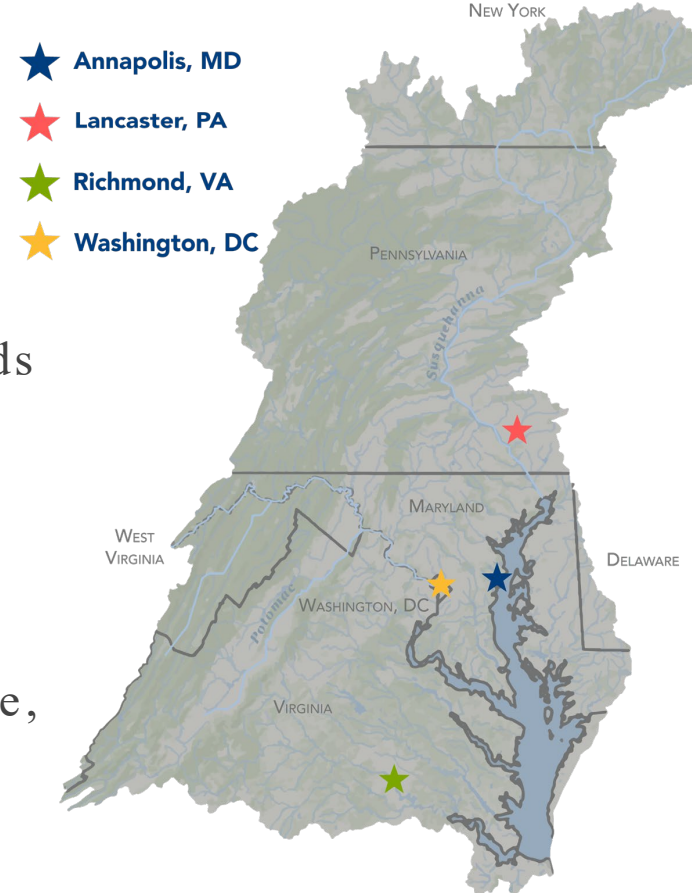 NEW YORK
Annapolis, MD
Lancaster, PA
Richmond, VA
Washington, DC
PENNSYLVANIA
Susquehanna
ds
MARYLAND
WEST
VIRGINIA
DELAWARE
WASHINGTON, DC
Potomac
VIRGINIA
e,